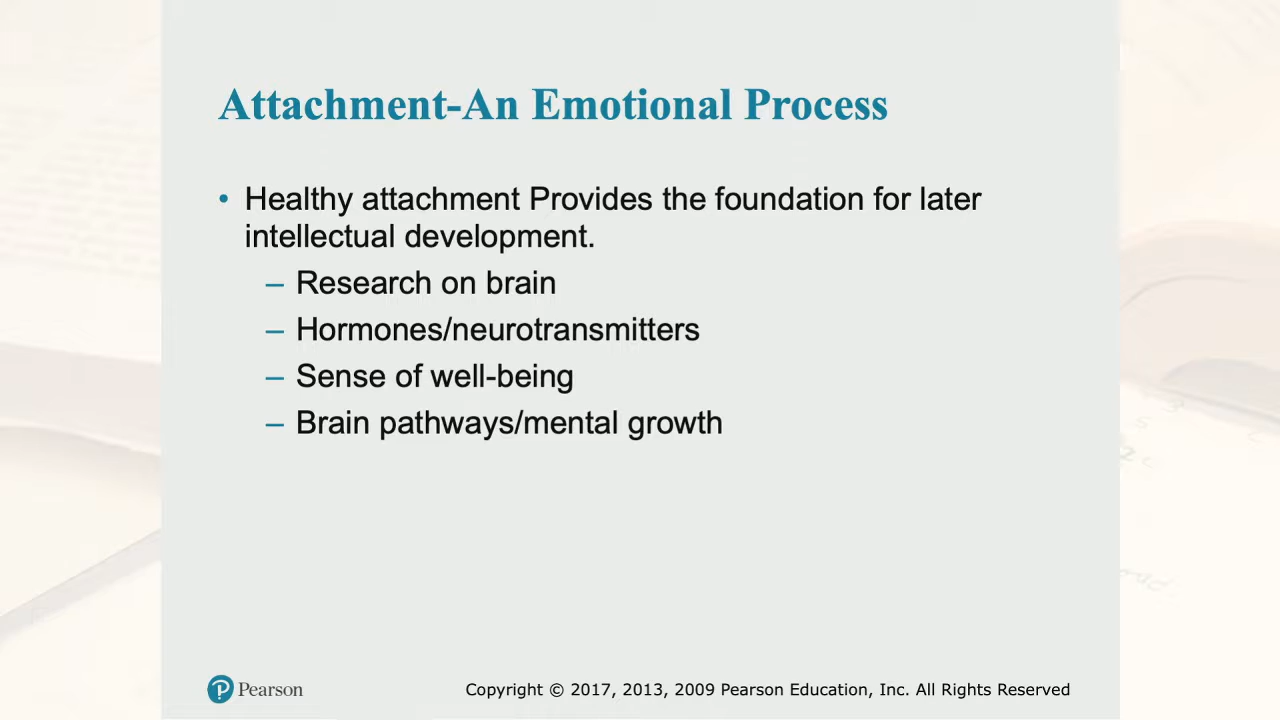 Attachment-An Emotional Process
• Healthy attachment Provides the foundation for later
intellectual development.
– Research on brain
– Hormones/neurotransmitters
– Sense of well-being
– Brain pathways/mental growth
Pearson
Copyright © 2017, 2013, 2009 Pearson Education, Inc. All Rights Reserved